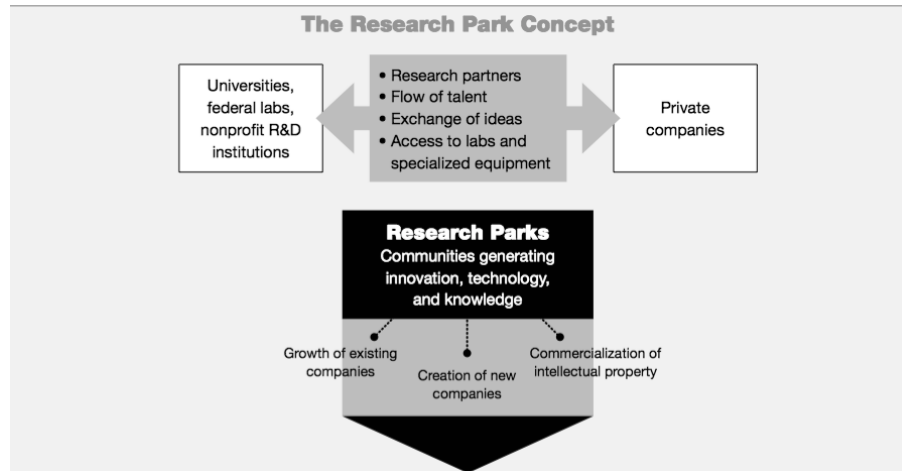 The Research Park Concept
Universities,
federal labs,
nonprofit R&D
institutions
• Research partners
• Flow of talent
• Exchange of ideas
• Access to labs and
specialized equipment
Private
companies
Research Parks
Communities generating
innovation, technology,
and knowledge
Growth of existing
companies
Creation of new
companies
Commercialization of
intellectual property